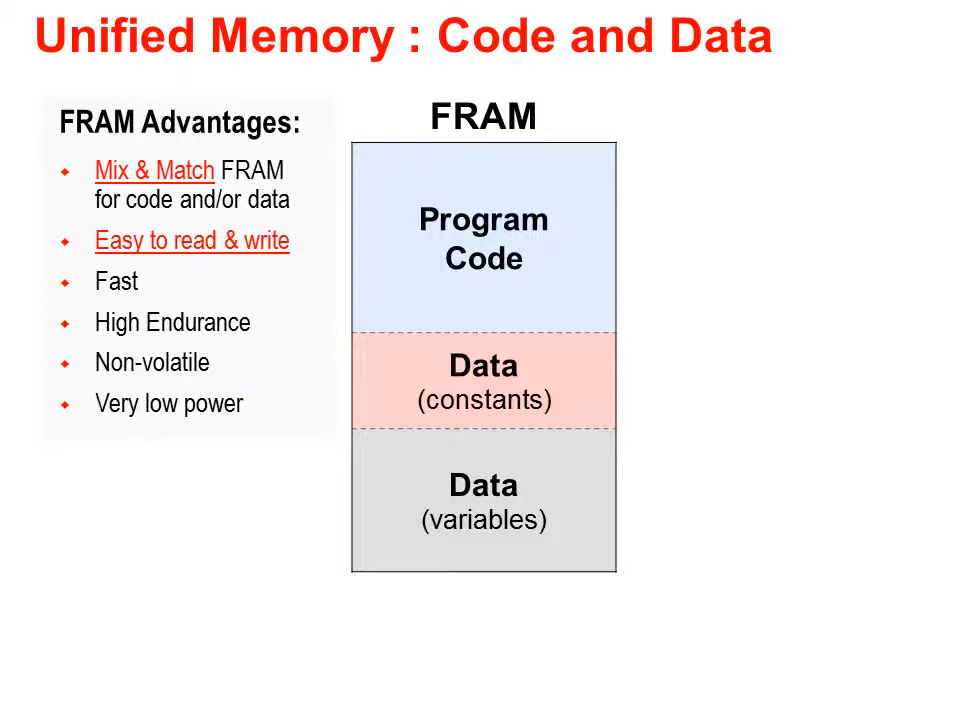 Unified Memory : Code and Data
FRAM Advantages:
Mix & Match FRAM
for code and/or data
Easy to read & write
Fast
High Endurance
Non-volatile
Very low power
FRAM
Program
Code
Data
(constants)
Data
(variables)